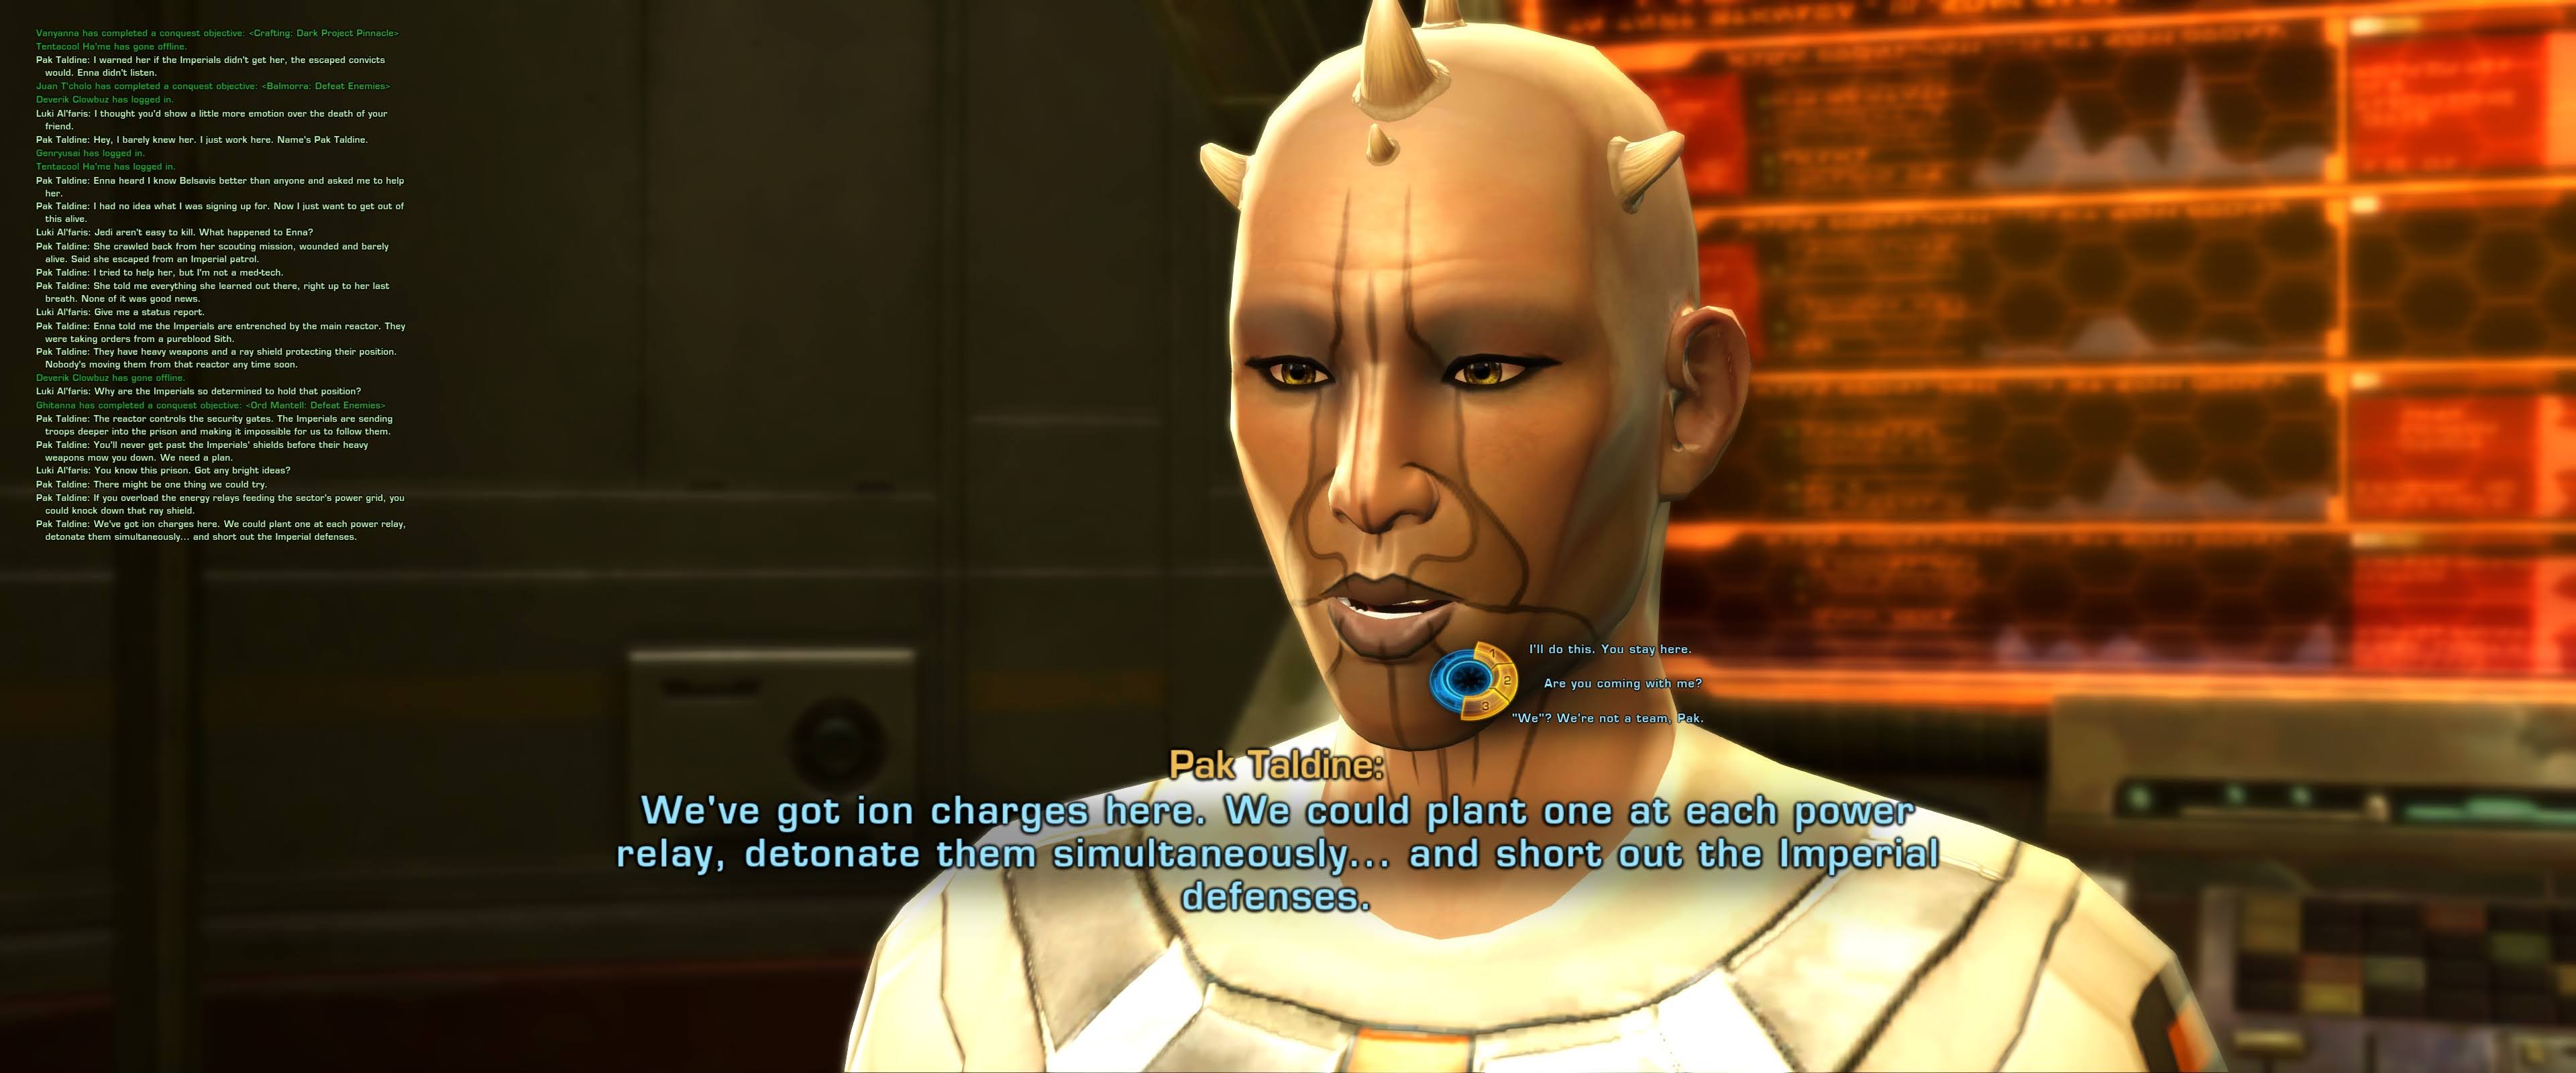 Vanyanna has completed a conquest objective: <Crafting: Dark Project Pinnacle>
Tentacool Ha'me has gone offline.
Pak Taldine: I warned her if the Imperials didn't get her, the escaped convicts
would. Enna didn't listen.
Juan T'cholo has completed a conquest objective: <Balmorra: Defeat Enemies>
Deverik Clowbuz has logged in.
Luki Al'faris: I thought you'd show a little more emotion over the death of your
friend.
Pak Taldine: Hey, I barely knew her. I just work here. Name's Pak Taldine.
Genryusai has logged in.
Tentacool Ha'me has logged in.
Pak Taldine: Enna heard I know Belsavis better than anyone and asked me to help
her.
Pak Taldine: I had no idea what I was signing up for. Now I just want to get out of
this alive.
Luki Al'faris: Jedi aren't easy to kill. What happened to Enna?
Pak Taldine: She crawled back from her scouting mission, wounded and barely
alive. Said she escaped from an Imperial patrol.
Pak Taldine: I tried to help her, but I'm not a med-tech.
Pak Taldine: She told me everything she learned out there, right up to her last
breath. None of it was good news.
Luki Al'faris: Give me a status report.
Pak Taldine: Enna told me the Imperials are entrenched by the main reactor. They
were taking orders from a pureblood Sith.
Pak Taldine: They have heavy weapons and a ray shield protecting their position.
Nobody's moving them from that reactor any time soon.
Deverik Clowbuz has gone offline.
Luki Al'faris: Why are the Imperials so determined to hold that position?
Ghitanna has completed a conquest objective: <Ord Mantell: Defeat Enemies>
Pak Taldine: The reactor controls the security gates. The Imperials are sending
troops deeper into the prison and making it impossible for us to follow them.
Pak Taldine: You'll never get past the Imperials' shields before their heavy
weapons mow you down. We need a plan.
Luki Al'faris: You know this prison. Got any bright ideas?
Pak Taldine: There might be one thing we could try.
Pak Taldine: If you overload the energy relays feeding the sector's power grid, you
could knock down that ray shield.
Pak Taldine: We've got ion charges here. We could plant one at each power relay,
detonate them simultaneously... and short out the Imperial defenses.
1 I'll do this. You stay here.
2 Are you coming with me?
3 "We"? We're not a team, Pak.
Pak Taldine:
We've got ion charges here. We could plant one at each power
relay, detonate them simultaneously... and short out the Imperial
defenses.